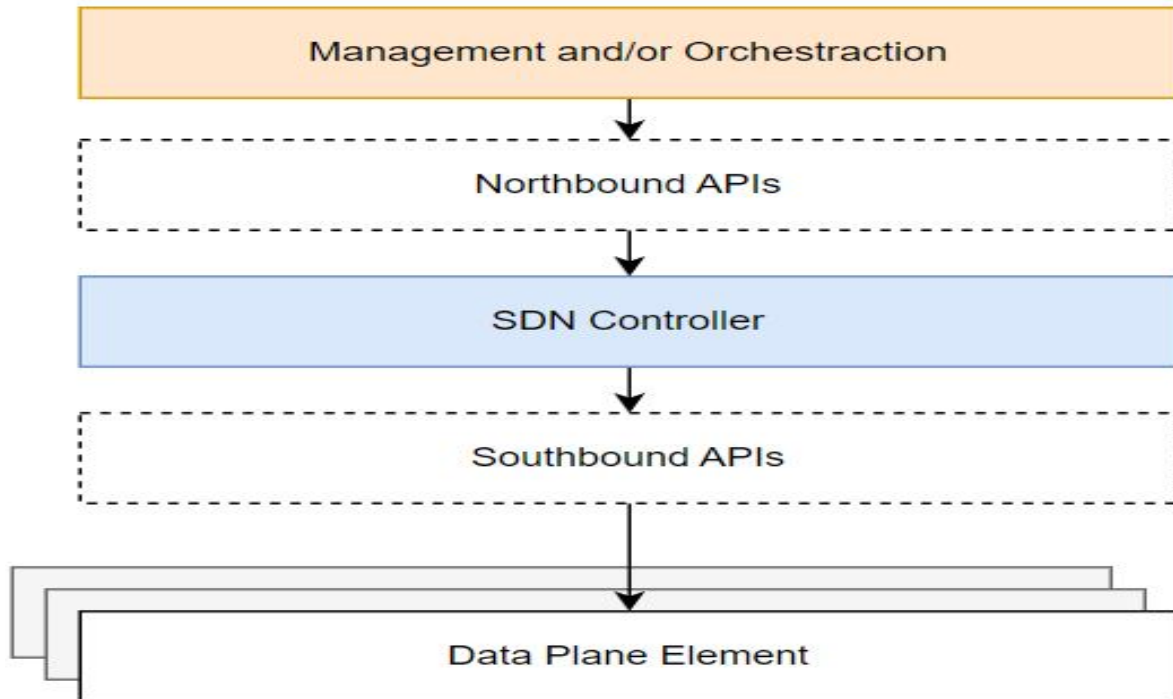 Management and/or Orchestraction
Northbound APIs
SDN Controller
Southbound APIs
Data Plane Element